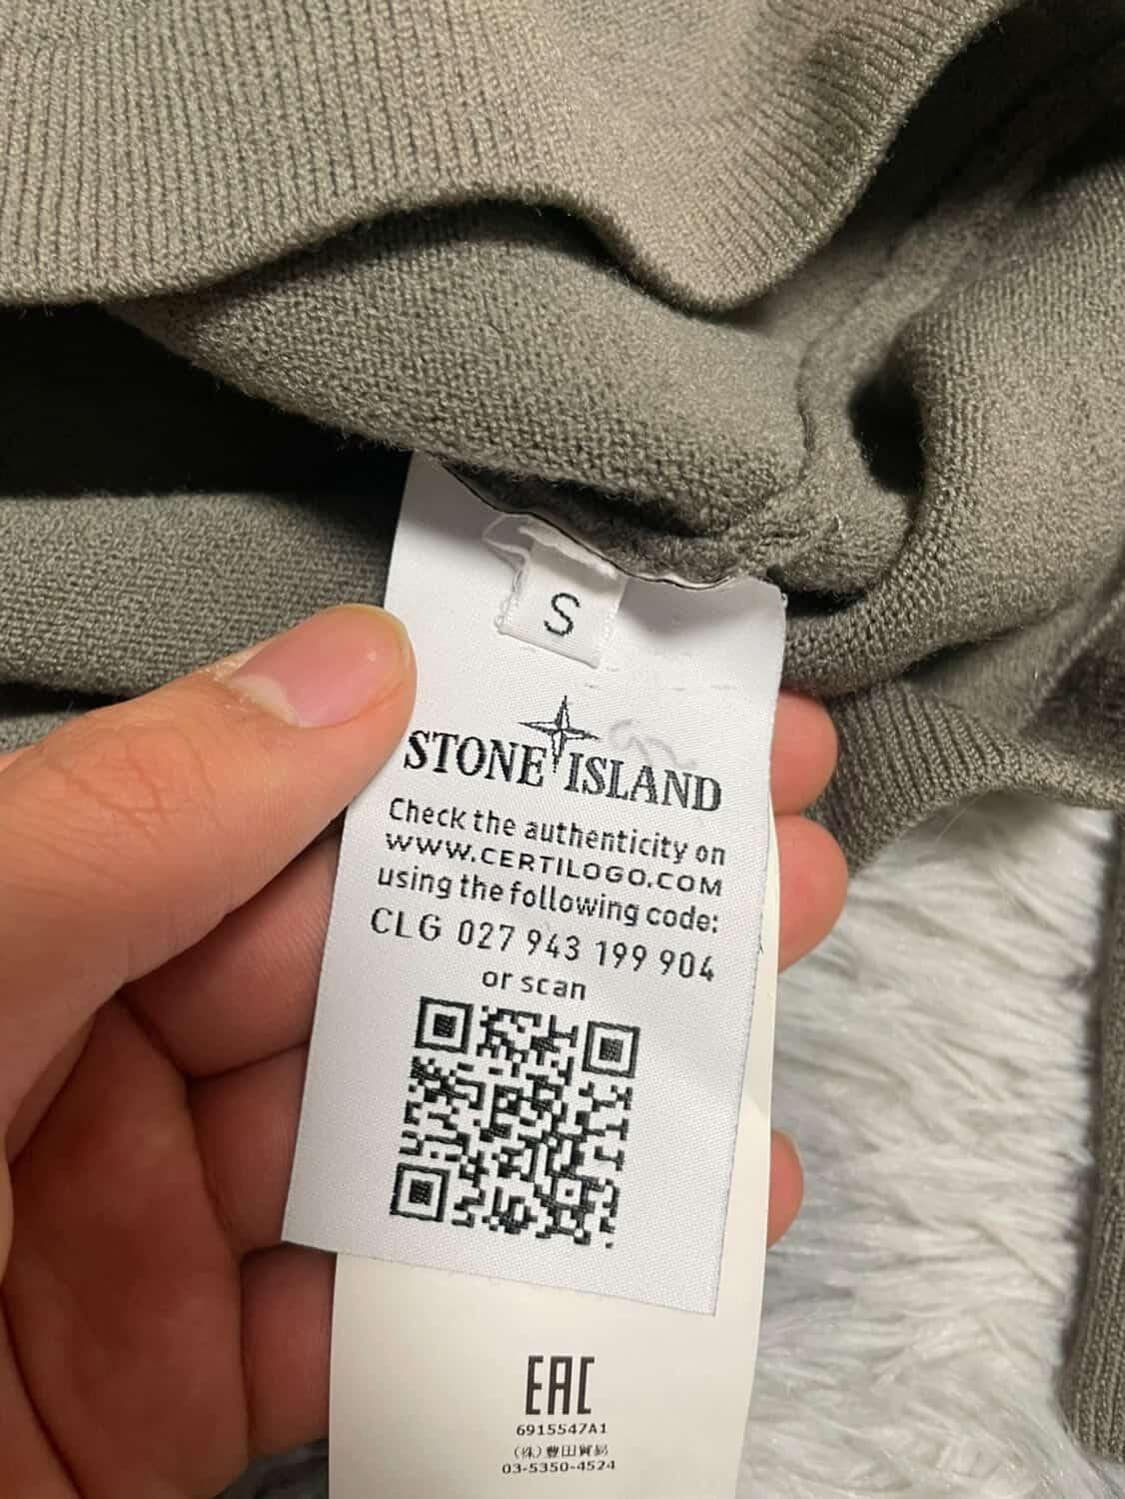 S
STONE ISLAND
Check the authenticity on
WWW.CERTILOGO.COM
using the following code:
CLG 027 943 199 904
or scan
EAC
6915547A1
(株)豊田貿易
03-5350-4524